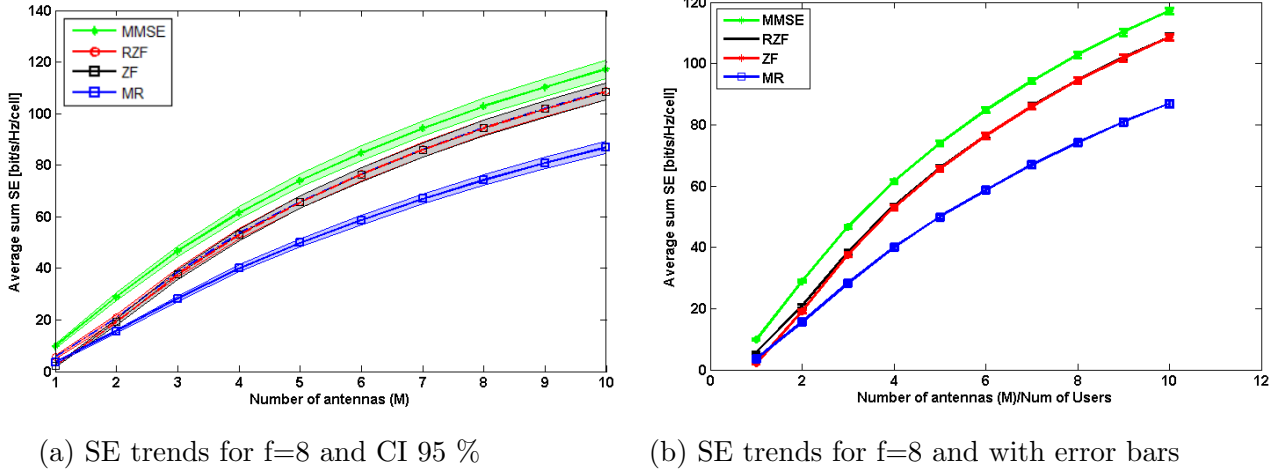 140
120
100
80
60
40
20
0
Average sum SE [bit/s/Hz/cell]
MMSE
RZF
ZF
MR
1 2 3 4 5 6 7 8 9 10
Number of antennas (M)
(a) SE trends for f=8 and CI 95 %
120
100
80
60
40
20
0
Average sum SE [bit/s/Hz/cell]
MMSE
RZF
ZF
MR
0 2 4 6 8 10 12
Number of antennas (M)/Num of Users
(b) SE trends for f=8 and with error bars